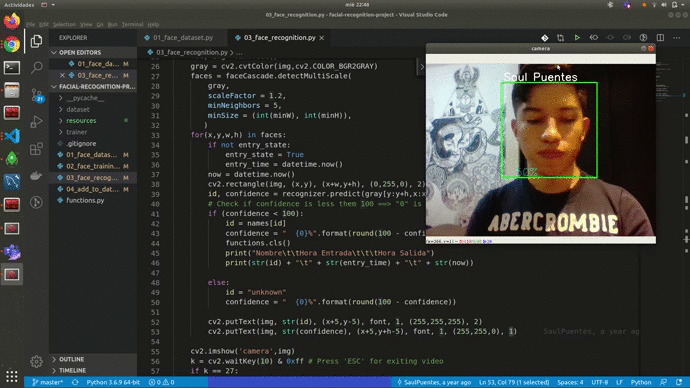 Actividades
mié 22:48
03_face_recognition.py - facial-recognition-project - Visual Studio Code
File Edit Selection View Go Run Terminal Help
EXPLORER
OPEN EDITORS
01_face_da... M
03_face_re... M
FACIAL-RECOGNITION-PR...
__pycache__
dataset
resources
trainer
.gitignore
01_face_datas... M
02_face_trainin... M
03_face_recog... M
04_add_to_data...
functions.py
OUTLINE
TIMELINE
01_face_dataset.py M
03_face_recognition.py M
03_face_recognition.py > ...
26 gray = cv2.cvtColor(img,cv2.COLOR_BGR2GRAY)
27 faces = faceCascade.detectMultiScale(
28 gray,
29 scaleFactor = 1.2,
30 minNeighbors = 5,
31 minSize = (int(minW), int(minH)),
32 )
33 for(x,y,w,h) in faces:
34 if not entry_state:
35 entry_state = True
36 entry_time = datetime.now()
37 now = datetime.now()
38 cv2.rectangle(img, (x,y), (x+w,y+h), (0,255,0), 2)
39 id, confidence = recognizer.predict(gray[y:y+h,x:
40 # Check if confidence is less them 100 ==> "0" is
41 if (confidence < 100):
42 id = names[id]
43 confidence = " {0}%".format(round(100 - confidenc
44 functions.cls()
45 print("Nombre\t\t\tHora Entrada\t\t\tHora Salida")
46 print(str(id) + "\t" + str(entry_time) + "\t" + str(now))
47
48 else:
49 id = "unknown"
50 confidence = " {0}%".format(round(100 - confidence))
51
52 cv2.putText(img, str(id), (x+5,y-5), font, 1, (255,255,255), 2)
53 cv2.putText(img, str(confidence), (x+5,y+h-5), font, 1, (255,255,0), 1) SaulPuentes, a year ag
54
55 cv2.imshow('camera',img)
56 k = cv2.waitKey(10) & 0xff # Press 'ESC' for exiting video
57 if k == 27:
camera
Saul Puentes
60%
ABERCROMBIE
master*
Python 3.6.9 64-bit
0 0
SaulPuentes, a year ago
Ln 53, Col 79 (1 selected)
Spaces: 4
UTF-8
LF
Python